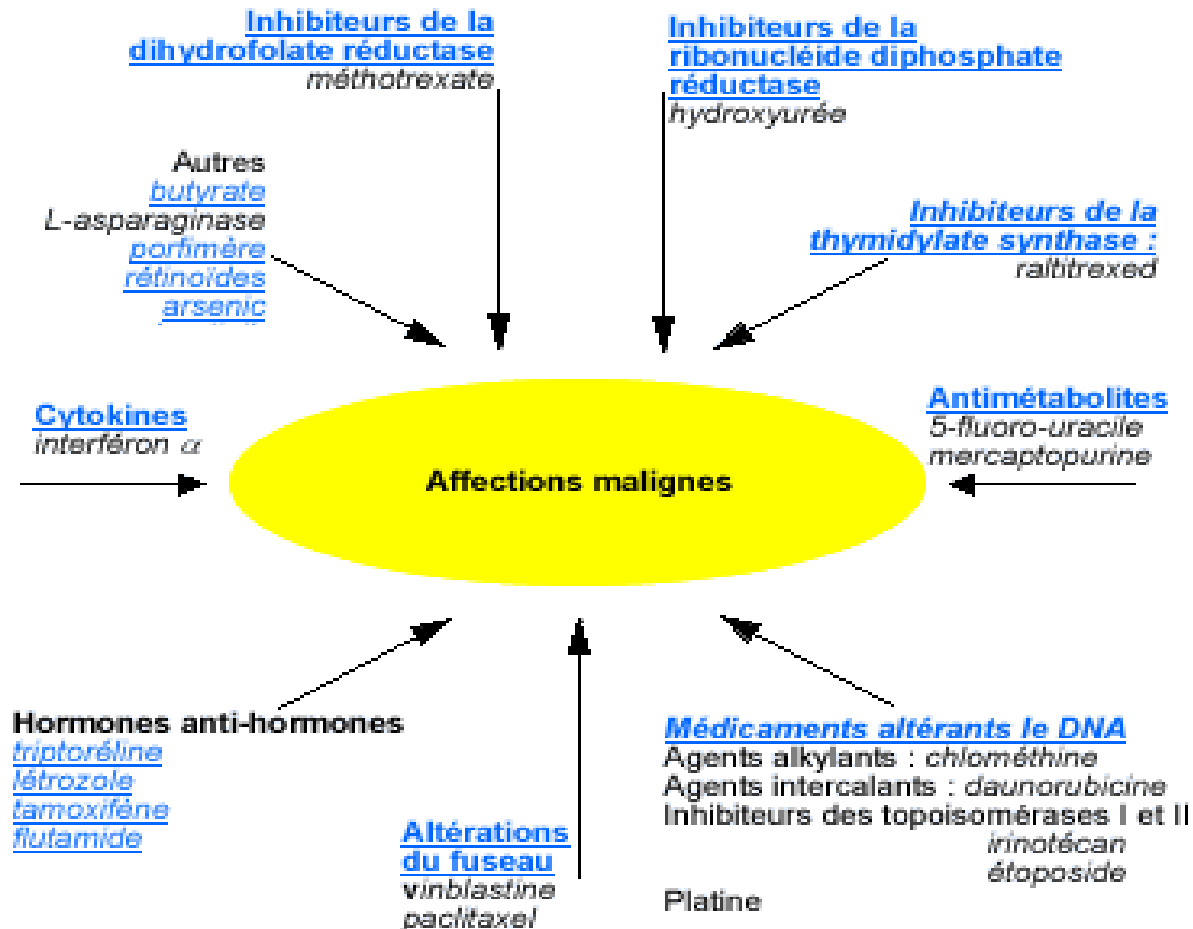 Inhibiteurs de la
dihydrofolate réductase
méthotrexate
Inhibiteurs de la
ribonucléide diphosphate
réductase
hydroxyurée
Autres
butyrate
L-asparaginase
porfimère
rétinoïdes
arsenic
Inhibiteurs de la
thymidylate synthase :
raltitrexed
Cytokines
interféron α
Antimétabolites
5-fluoro-uracile
mercaptopurine
Affections malignes
Hormones anti-hormones
triptoréline
létrozole
tamoxifène
flutamide
Altérations
du fuseau
vinblastine
paclitaxel
Médicaments altérants le DNA
Agents alkylants : chlométhine
Agents intercalants : daunorubicine
Inhibiteurs des topoisomérases I et II
irinotécan
étoposide
Platine